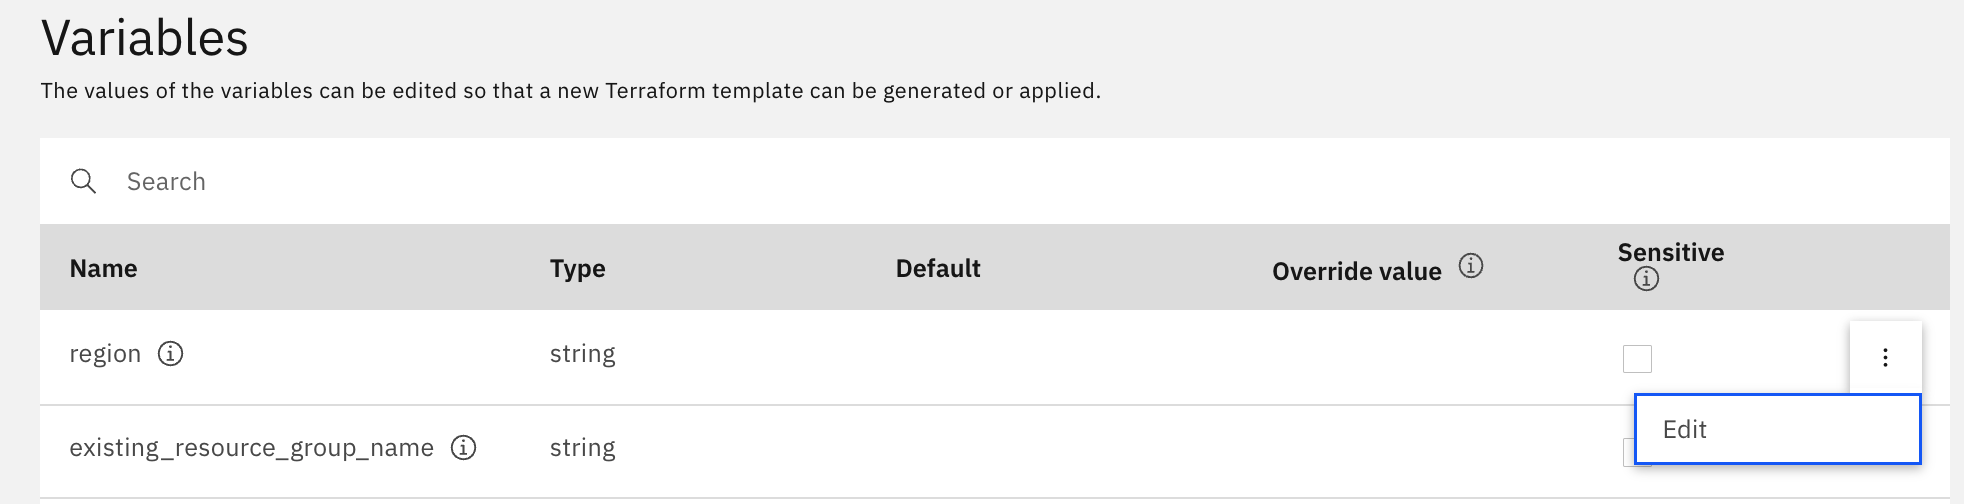 Variables
The values of the variables can be edited so that a new Terraform template can be generated or applied.
Search
Name Type Default Override value Sensitive
region string
existing_resource_group_name string
Edit